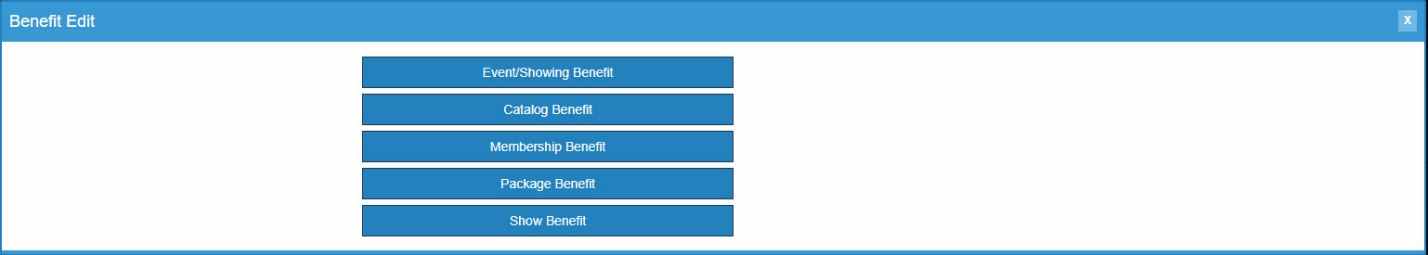 Benefit Edit
x
Event/Showing Benefit
Catalog Benefit
Membership Benefit
Package Benefit
Show Benefit